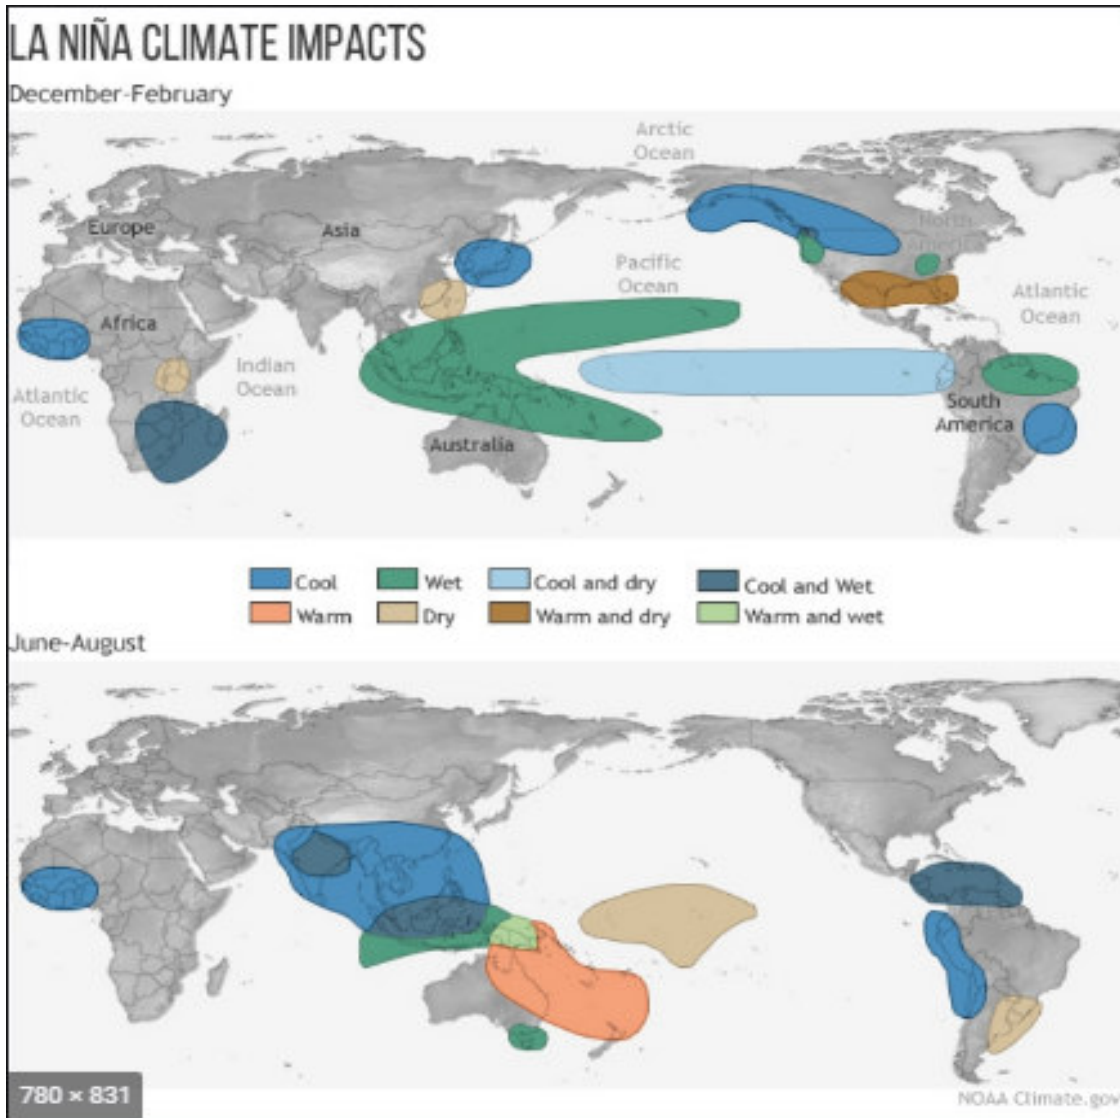 LA NIÑA CLIMATE IMPACTS
December-February
Arctic
Ocean
Europe
Asia
North
America
Pacific
Ocean
Atlantic
Ocean
Africa
Indian
Ocean
Atlantic
Ocean
South
America
Australia
Cool
Wet
Cool and dry
Cool and Wet
Warm
Dry
Warm and dry
Warm and wet
June-August
780 × 831
NOAA Climate.gov